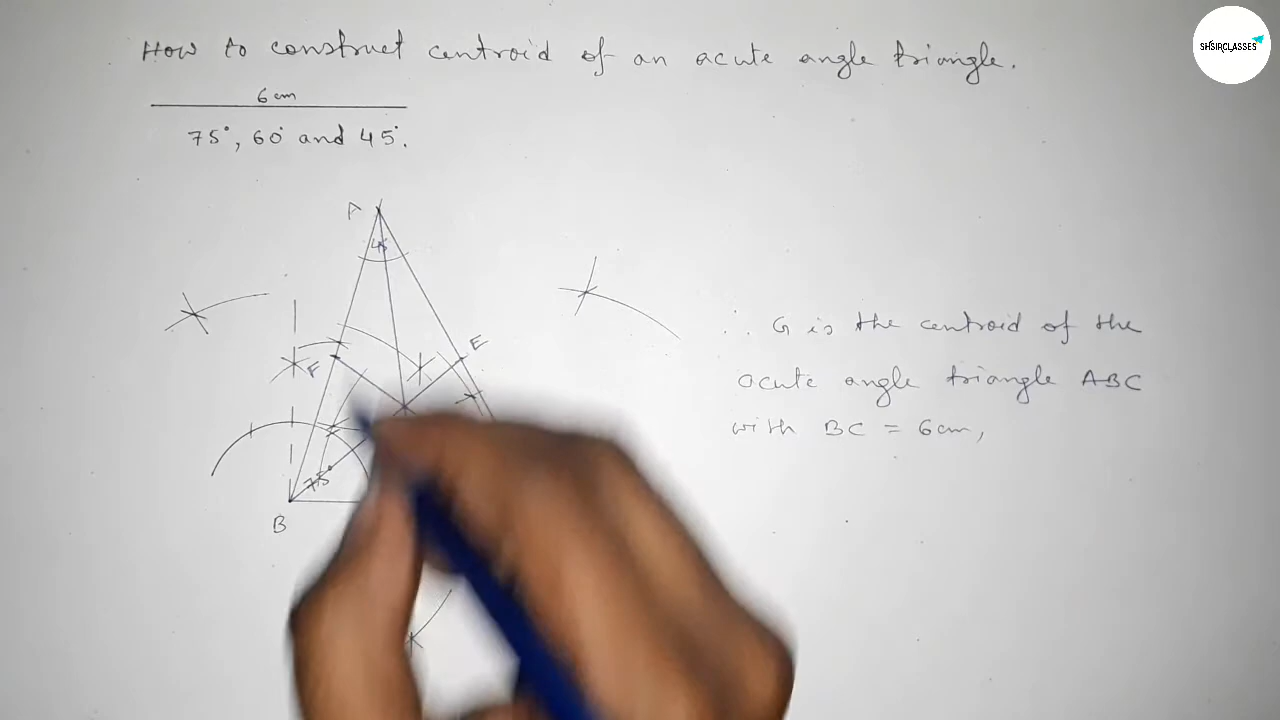 How to construct centroid of an acute angle triangle.
6 cm
75°, 60° and 45°.
SHSIRCLASSES
A
45
E
F
∴ G is the centroid of the
acute angle triangle ABC
with BC = 6cm,
75°
B